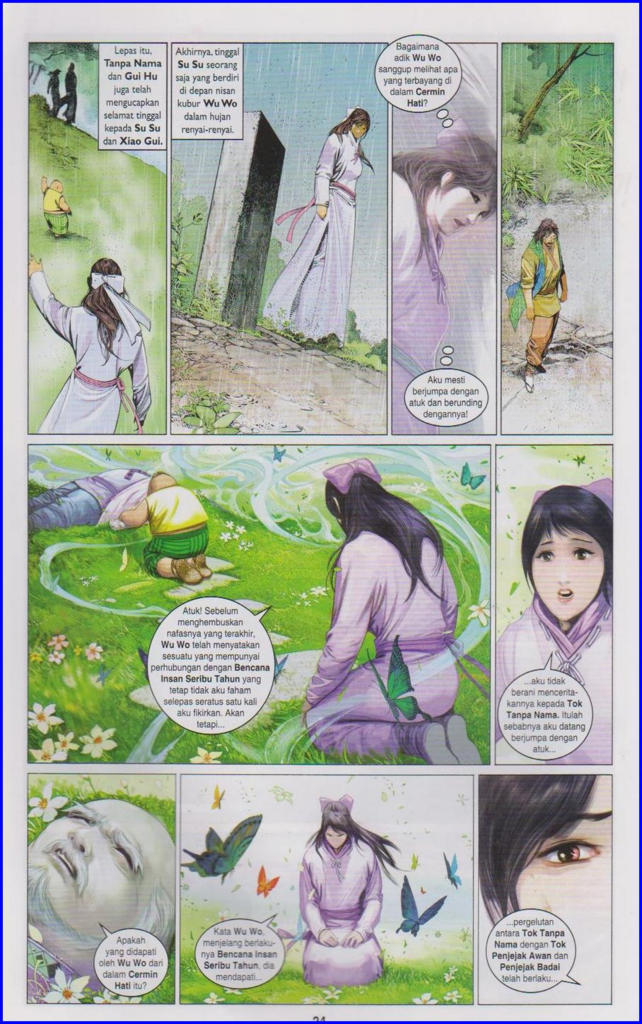 Lepas itu,
Tanpa Nama
dan Gui Hu
juga telah
mengucapkan
selamat tinggal
kepada Su Su
dan Xiao Gui.
Akhirnya, tinggal
Su Su seorang
saja yang berdiri
di depan nisan
kubur Wu Wo
dalam hujan
renyai-renyai.
Bagaimana
adik Wu Wo
sanggup melihat apa
yang terbayang di
dalam Cermin
Hati?
Aku mesti
berjumpa dengan
atuk dan berunding
dengannya!
Atuk! Sebelum
menghembuskan
nafasnya yang terakhir,
Wu Wo telah menyatakan
sesuatu yang mempunyai
perhubungan dengan Bencana
Insan Seribu Tahun yang
tetap tidak aku faham
selepas seratus satu kali
aku fikirkan. Akan
tetapi...
...aku tidak
berani mencerita-
kannya kepada Tok
Tanpa Nama. Itulah
sebabnya aku datang
berjumpa dengan
atuk...
Apakah
yang didapati
oleh Wu Wo dari
dalam Cermin
Hati itu?
Kata Wu Wo,
menjelang berlaku-
nya Bencana Insan
Seribu Tahun, dia
mendapati...
...pergelutan
antara Tok Tanpa
Nama dengan Tok
Penjejak Awan dan
Penjejak Badai
telah berlaku...
24